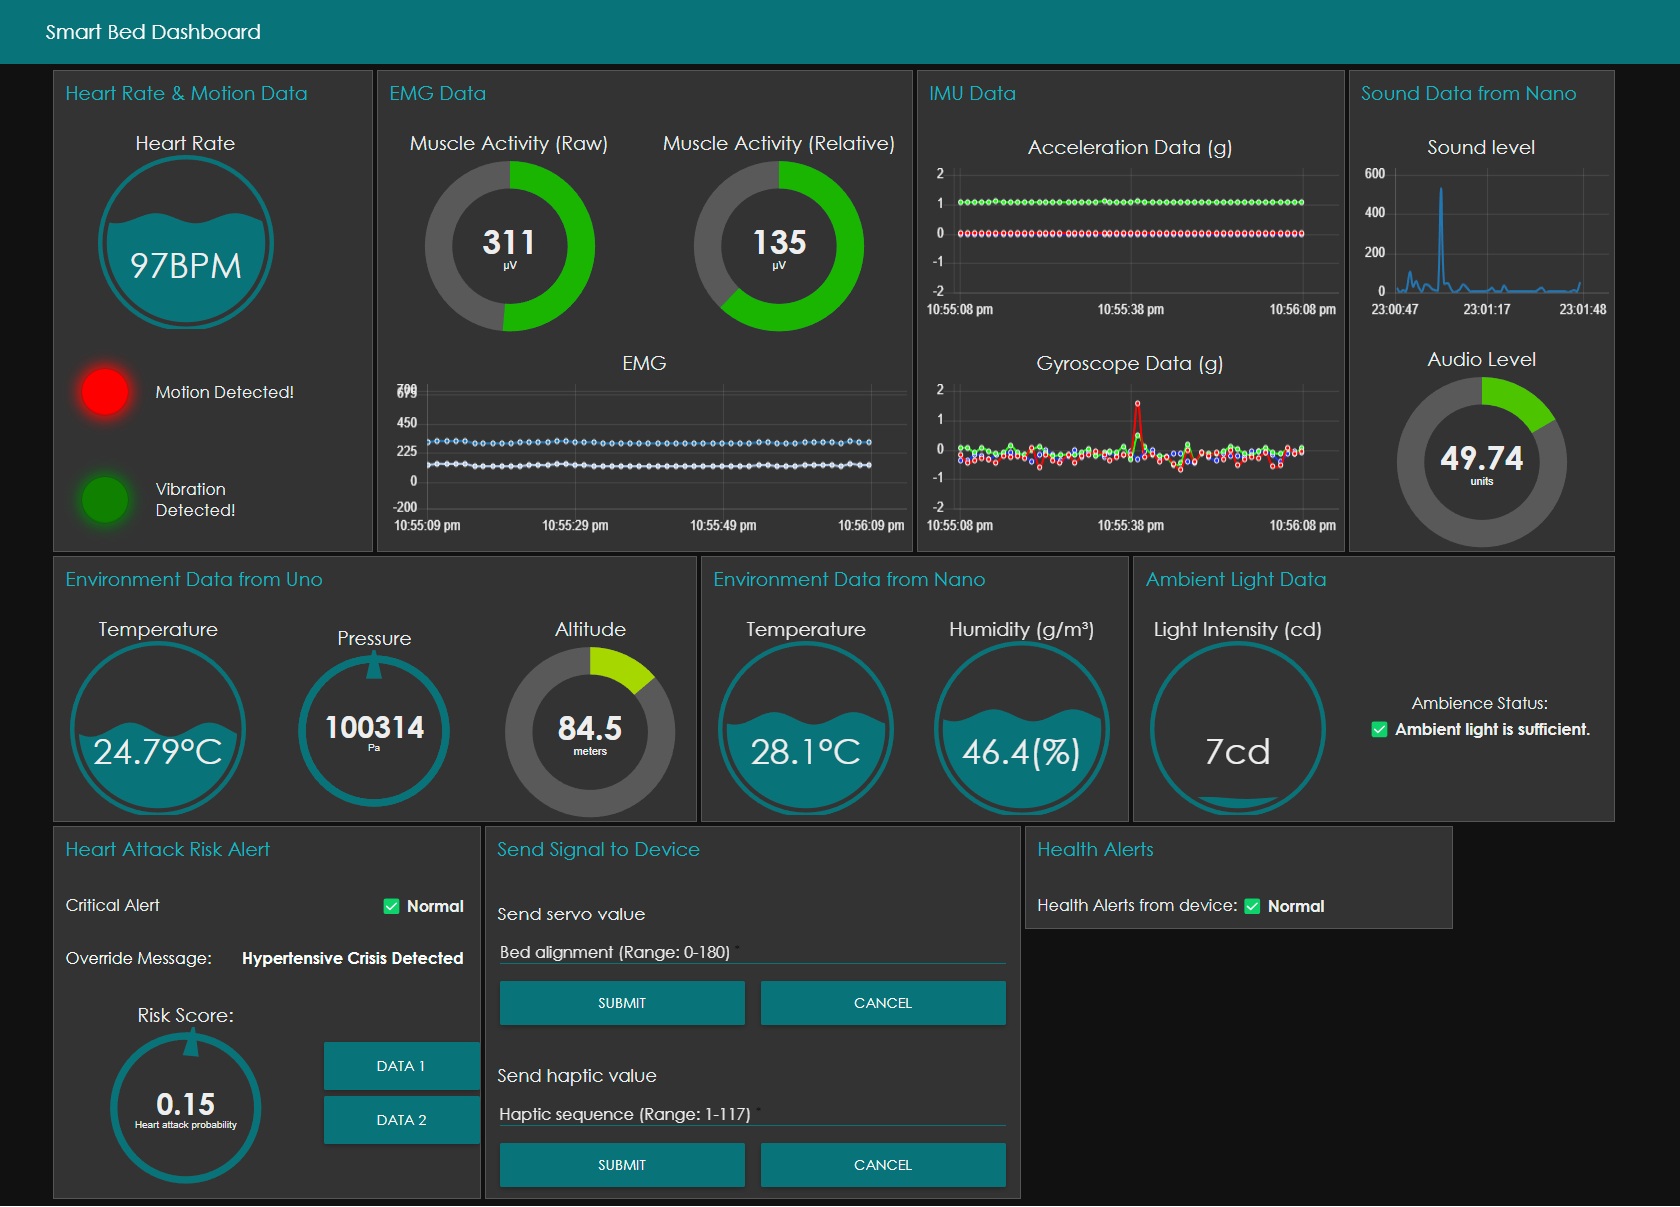 Smart Bed Dashboard
Heart Rate & Motion Data
Heart Rate
97BPM
Motion Detected!
Vibration
Detected!
EMG Data
Muscle Activity (Raw)
311
µV
Muscle Activity (Relative)
135
µV
EMG
700
675
450
225
0
-200
10:55:09 pm
10:55:29 pm
10:55:49 pm
10:56:09 pm
IMU Data
Acceleration Data (g)
2
1
0
-1
-2
10:55:08 pm
10:55:38 pm
10:56:08 pm
Gyroscope Data (g)
2
1
0
-1
-2
10:55:08 pm
10:55:38 pm
10:56:08 pm
Sound Data from Nano
Sound level
600
400
200
0
23:00:47
23:01:17
23:01:48
Audio Level
49.74
units
Environment Data from Uno
Temperature
24.79°C
Pressure
100314
Pa
Altitude
84.5
meters
Environment Data from Nano
Temperature
28.1°C
Humidity (g/m³)
46.4(%)
Ambient Light Data
Light Intensity (cd)
7cd
Ambience Status:
✅ Ambient light is sufficient.
Heart Attack Risk Alert
Critical Alert ✅ Normal
Override Message: Hypertensive Crisis Detected
Risk Score:
0.15
Heart attack probability
DATA 1
DATA 2
Send Signal to Device
Send servo value
Bed alignment (Range: 0-180) *
SUBMIT
CANCEL
Send haptic value
Haptic sequence (Range: 1-117) *
SUBMIT
CANCEL
Health Alerts
Health Alerts from device: ✅ Normal